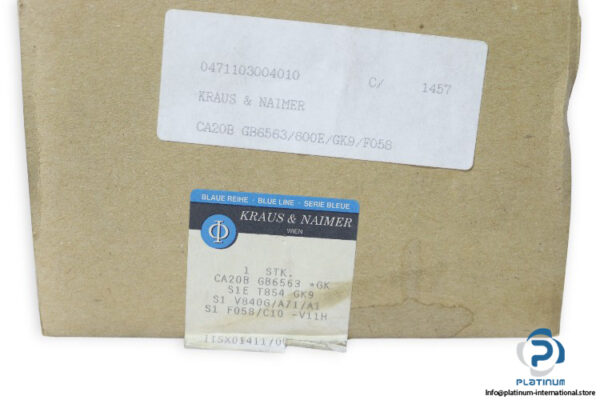 0471103004010 C/ 1457
KRAUS & NAIMER
CA20B GB6563/600E/GK9/F058
BLAUE REIHE - BLUE LINE - SERIE BLEUE
KRAUS & NAIMER
WIEN
1 STK.
CA20B GB6563 *GK
S1E T854 GK9
S1 V840G/A/1/A1
S1 F058/C10 -V11H
PLATINUM
INTERNATIONAL
Info@platinum-international.store